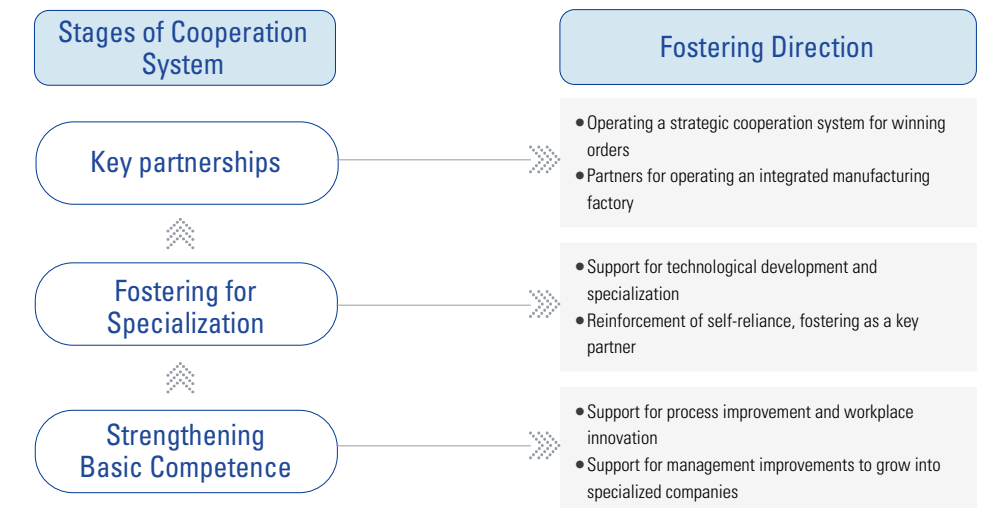 Stages of Cooperation
System
Fostering Direction
Key partnerships
● Operating a strategic cooperation system for winning
orders
● Partners for operating an integrated manufacturing
factory
Fostering for
Specialization
● Support for technological development and
specialization
● Reinforcement of self-reliance, fostering as a key
partner
Strengthening
Basic Competence
● Support for process improvement and workplace
innovation
● Support for management improvements to grow into
specialized companies